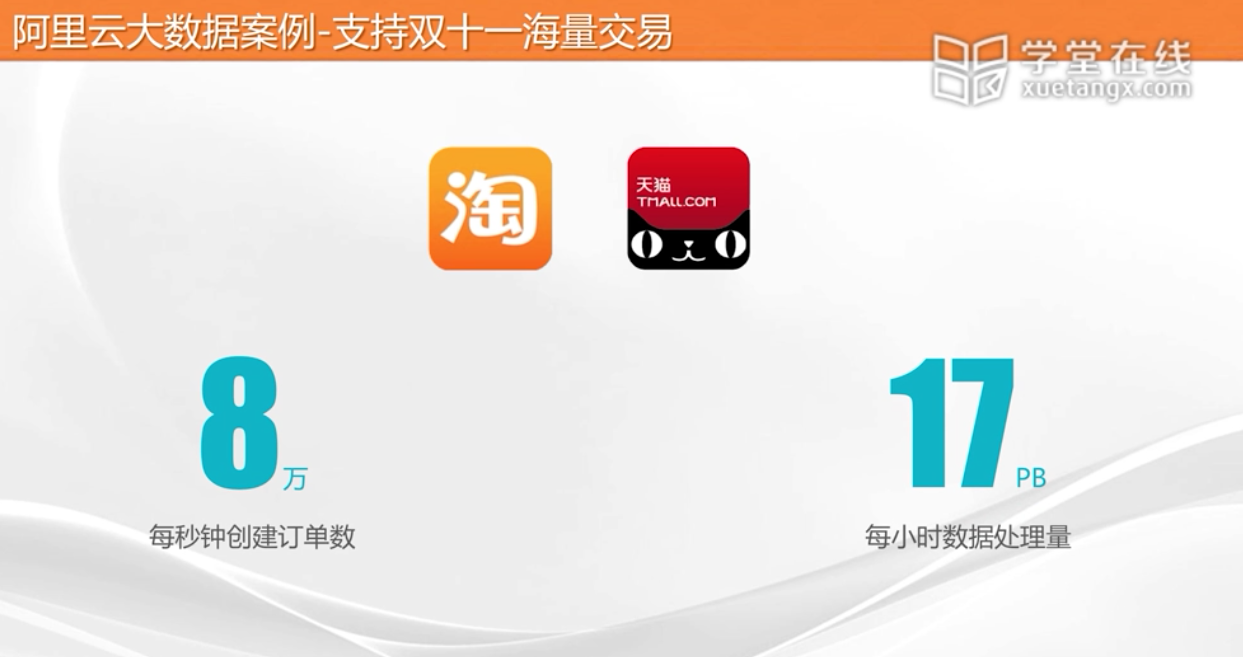 阿里云大数据案例-支持双十一海量交易
学堂在线
xuetangx.com
淘
天猫
TMALL.COM
8万
17PB
每秒钟创建订单数
每小时数据处理量